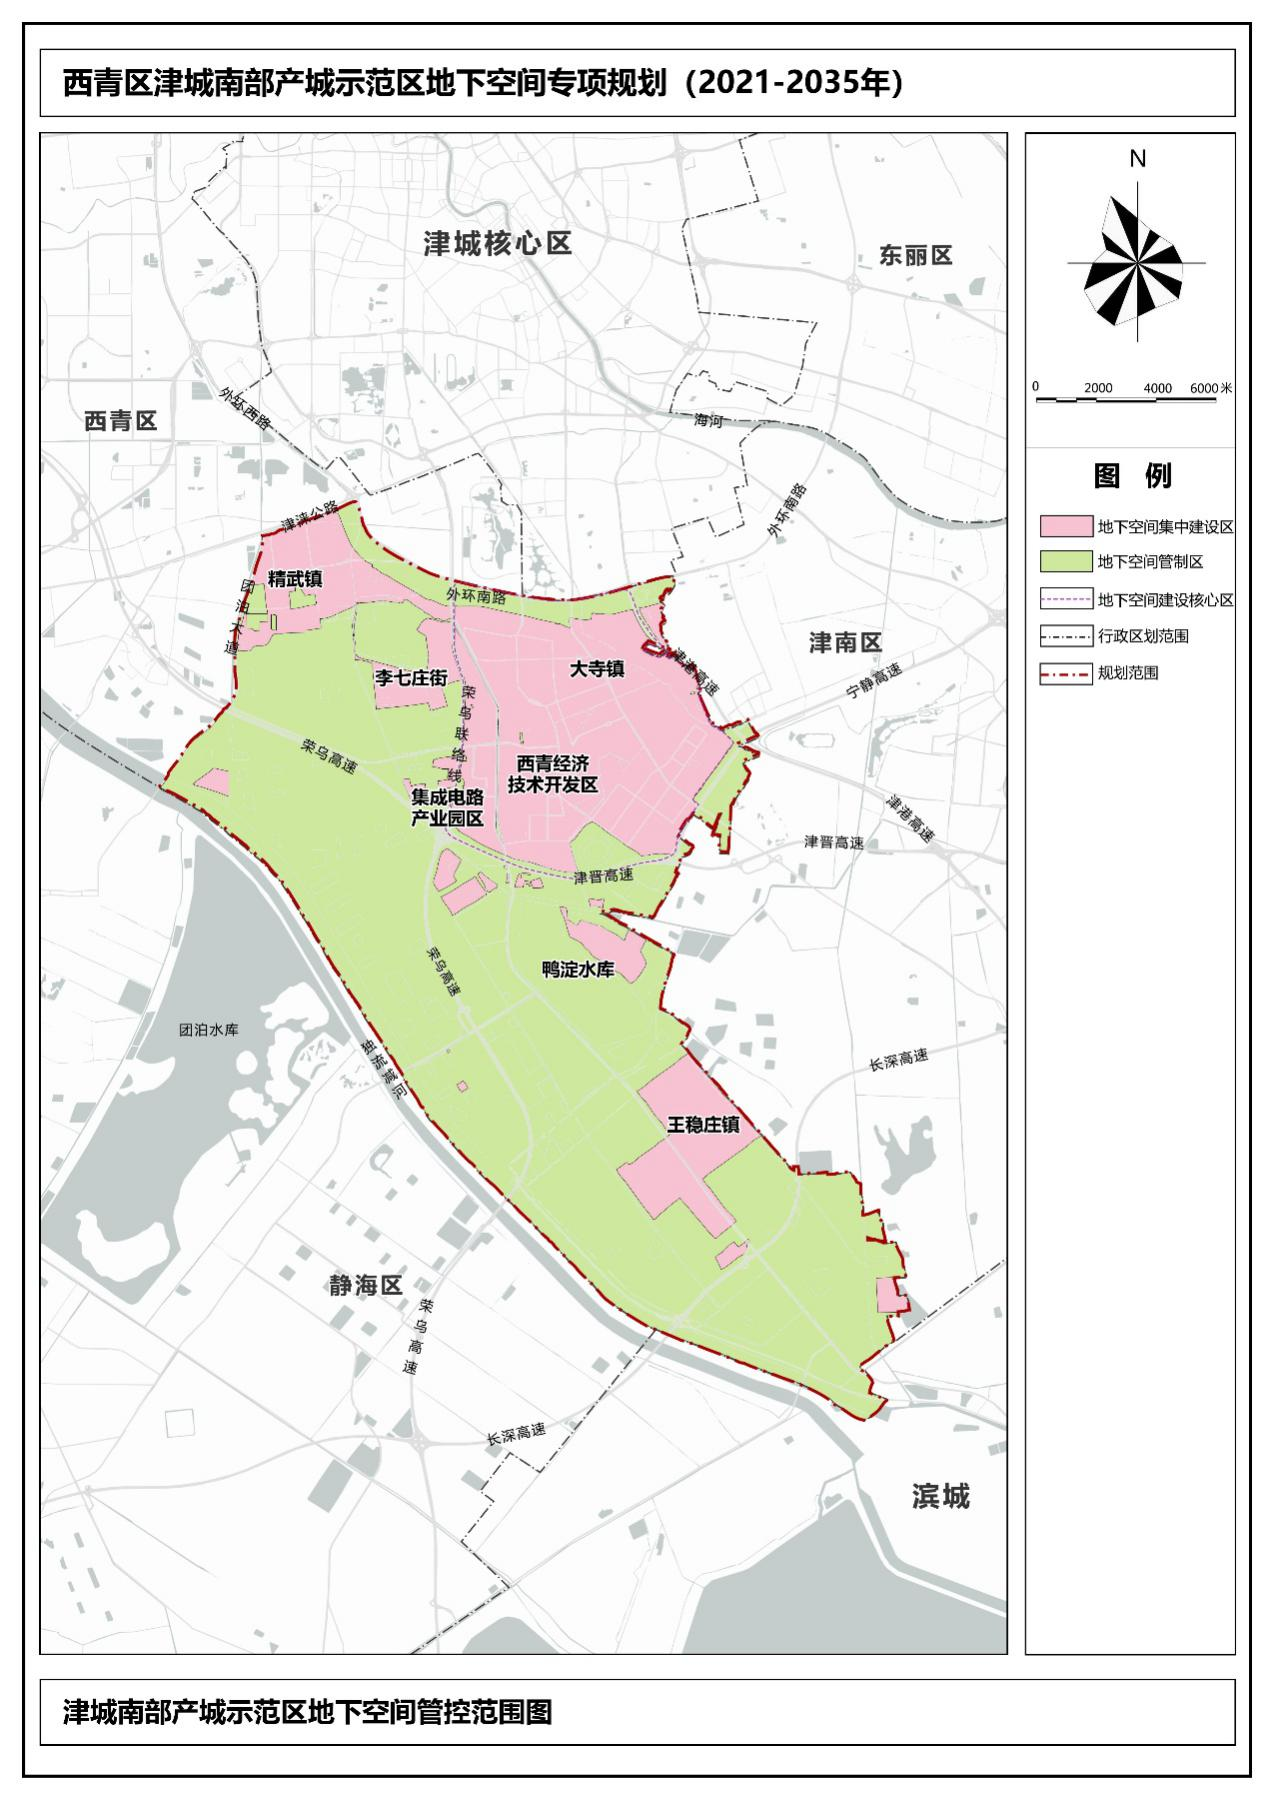 西青区津城南部产城示范区地下空间专项规划（2021-2035年）
津城核心区
东丽区
西青区
外环西路
海河
外环南路
津涞公路
精武镇
团泊大道
外环南路
津南区
大寺镇
李七庄街
津港高速
宁静高速
荣乌联络线
荣乌高速
西青经济
技术开发区
集成电路
产业园区
津港高速
津晋高速
津晋高速
荣乌高速
鸭淀水库
团泊水库
独流减河
长深高速
王稳庄镇
静海区
荣乌高速
长深高速
滨城
N
0 2000 4000 6000米
图 例
地下空间集中建设区
地下空间管制区
地下空间建设核心区
行政区划范围
规划范围
津城南部产城示范区地下空间管控范围图